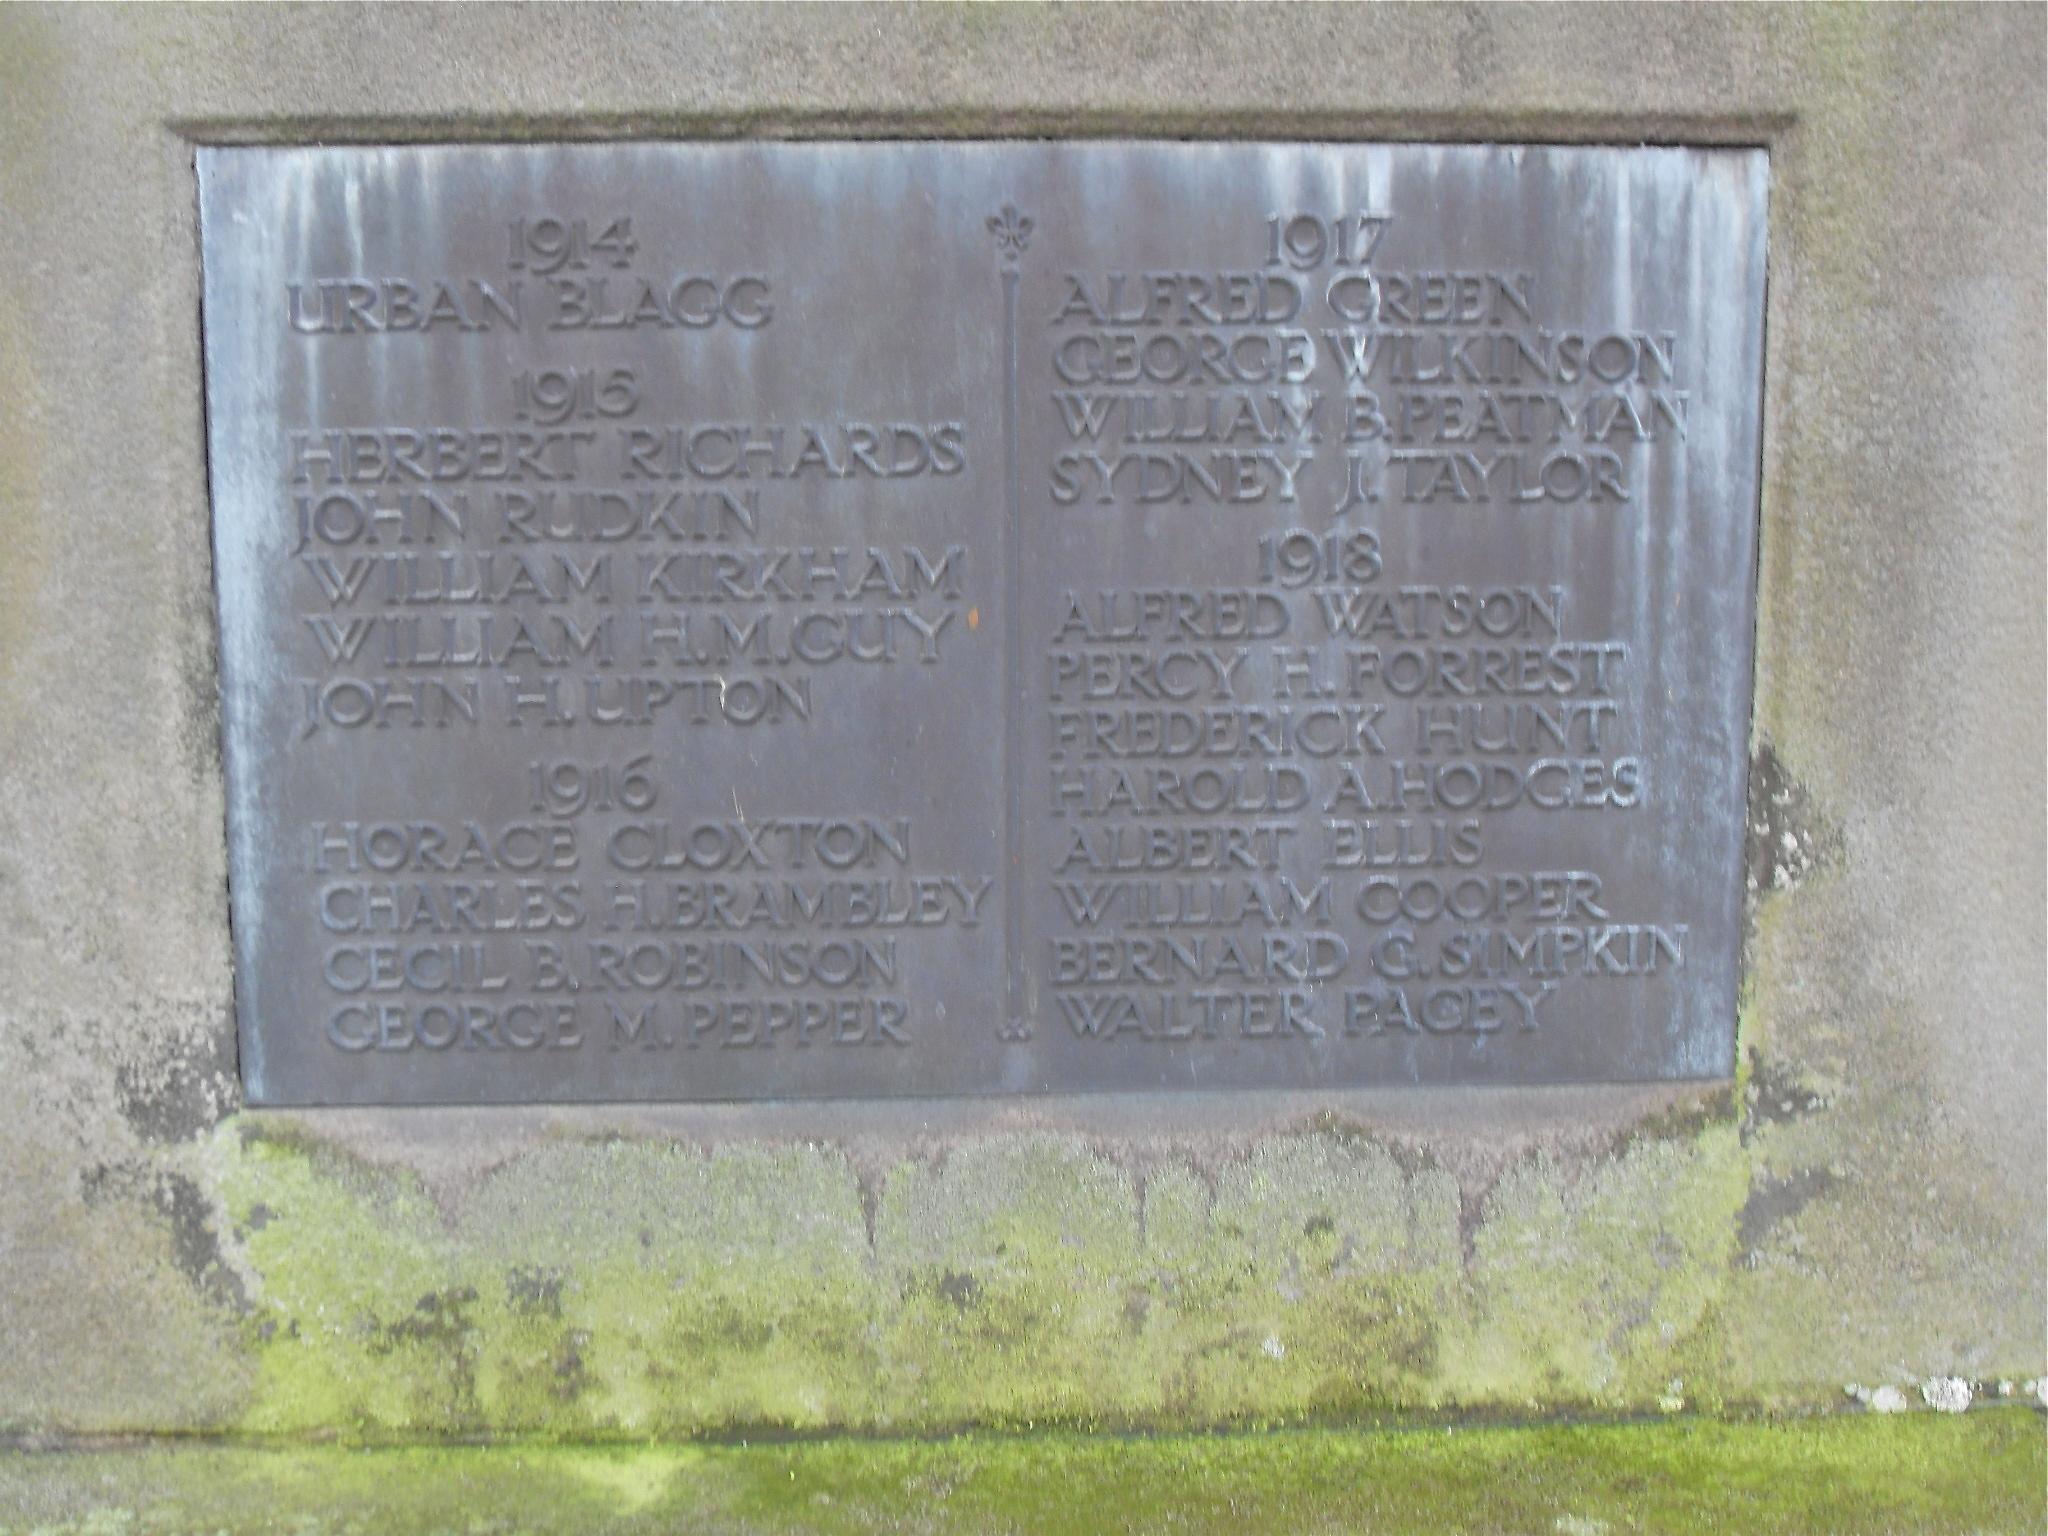 1914
URBAN BLAGG
1915
HERBERT RICHARDS
JOHN RUDKIN
WILLIAM KIRKHAM
WILLIAM H.M.GUY
JOHN H.UPTON
1916
HORACE CLOXTON
CHARLES H.BRAMBLEY
CECIL B.ROBINSON
GEORGE M.PEPPER
1917
ALFRED GREEN
GEORGE WILKINSON
WILLIAM B.PEATMAN
SYDNEY J.TAYLOR
1918
ALFRED WATSON
PERCY H.FORREST
FREDERICK HUNT
HAROLD A.HODGES
ALBERT ELLIS
WILLIAM COOPER
BERNARD G.SIMPKIN
WALTER PACEY